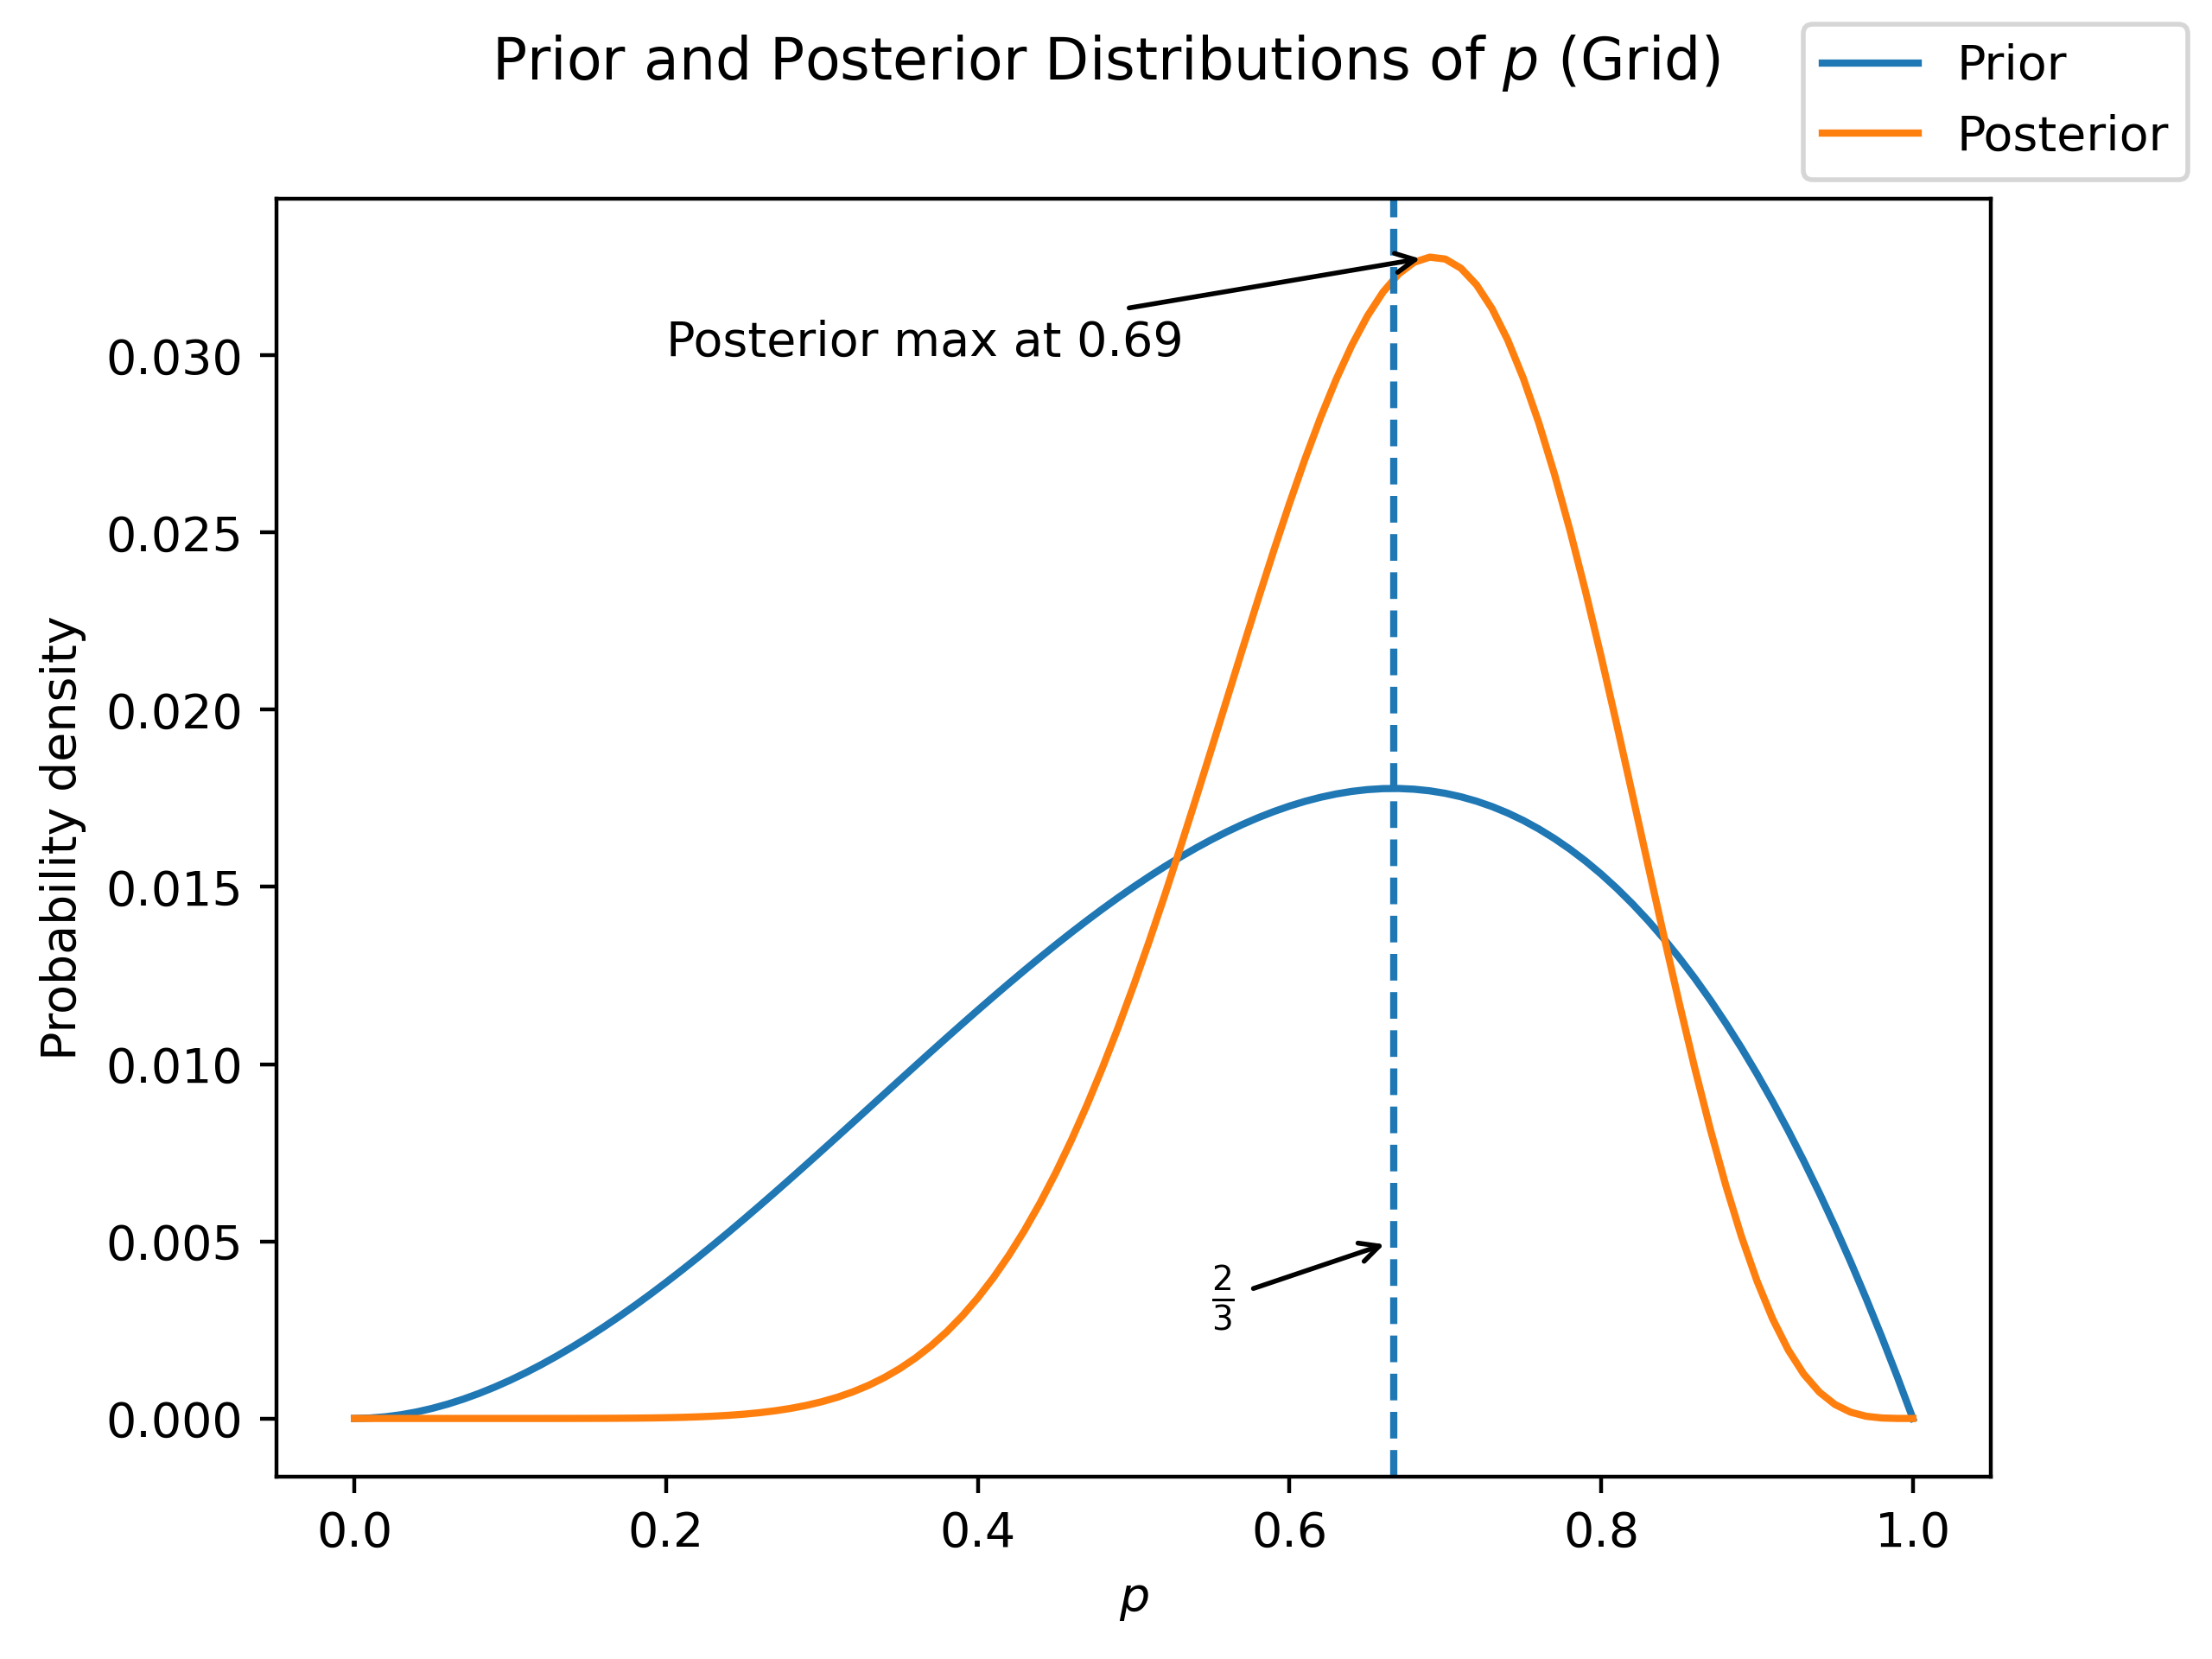 Prior and Posterior Distributions of p (Grid)
Prior
Posterior
Posterior max at 0.69
0.030
0.025
0.020
0.015
0.010
0.005
0.000
Probability density
2/3
0.0 0.2 0.4 0.6 0.8 1.0
p